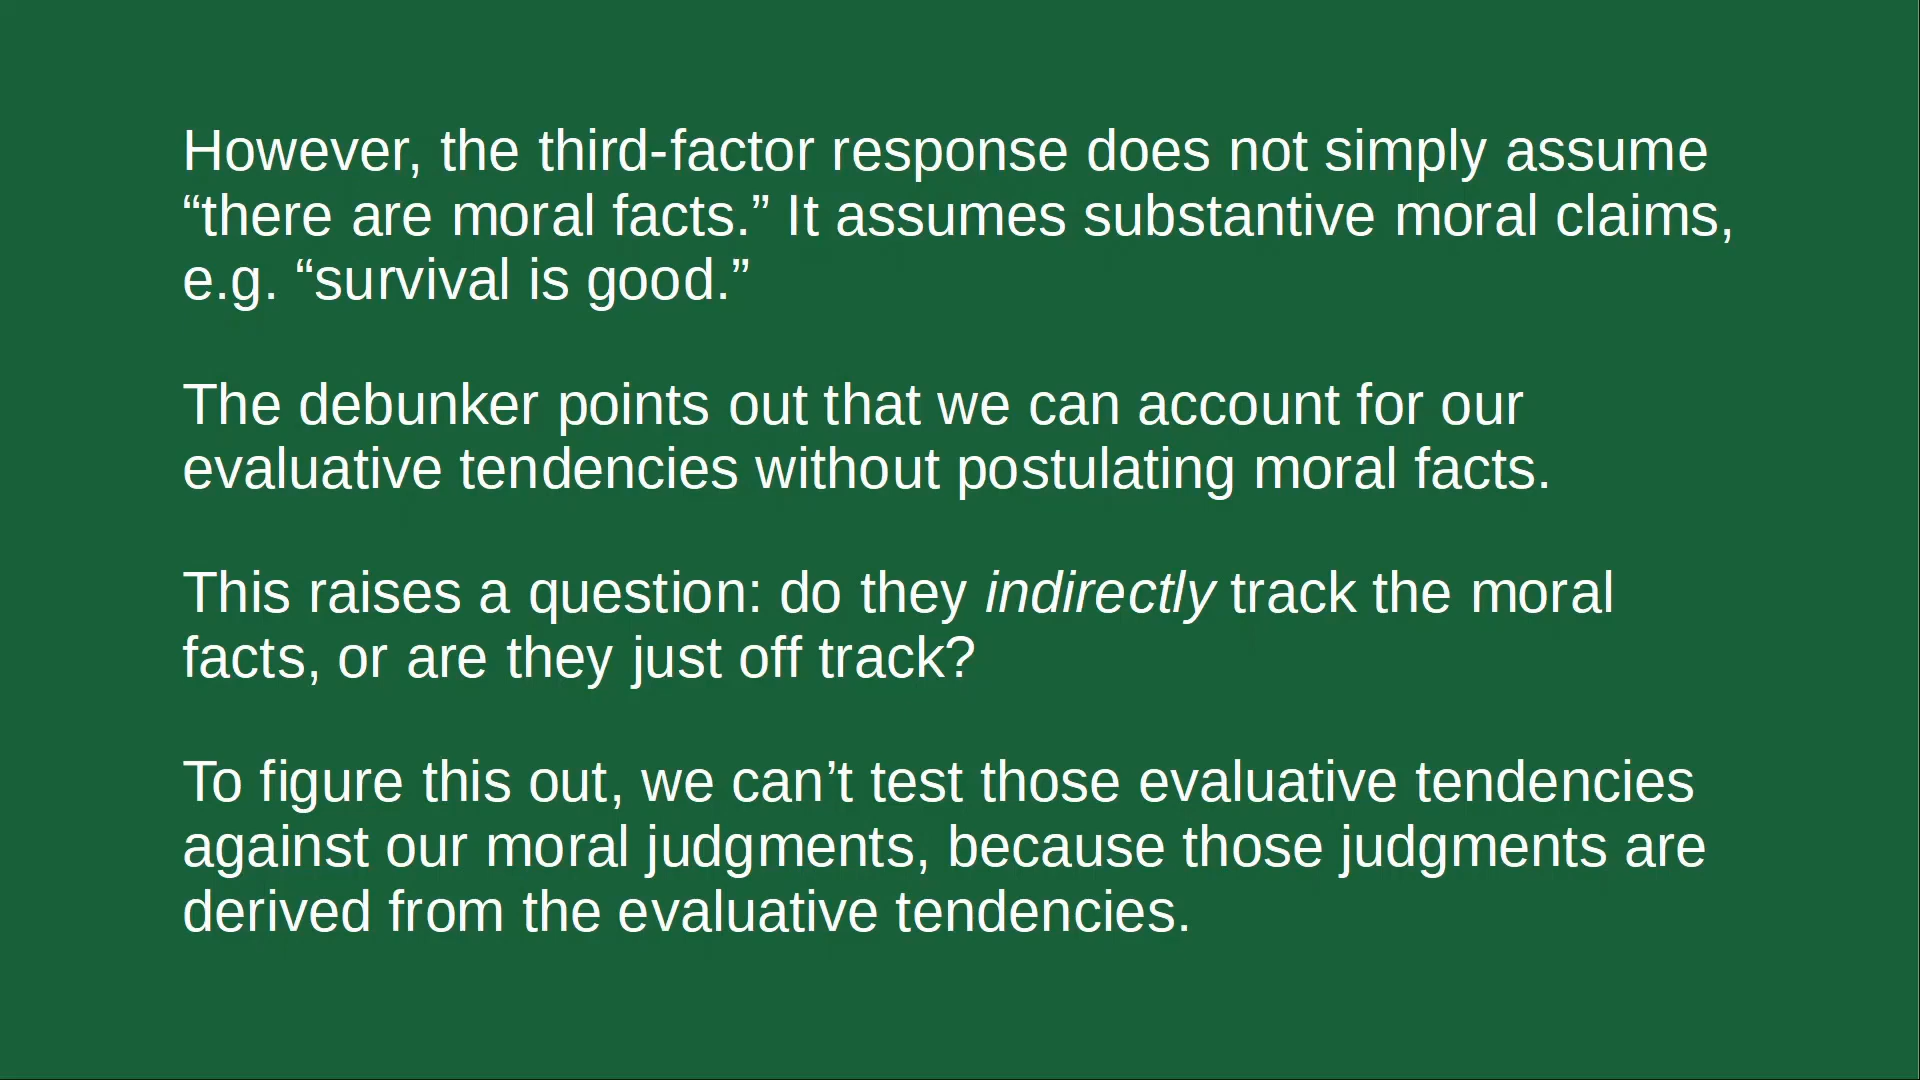 However, the third-factor response does not simply assume
“there are moral facts.” It assumes substantive moral claims,
e.g. “survival is good.”
The debunker points out that we can account for our
evaluative tendencies without postulating moral facts.
This raises a question: do they indirectly track the moral
facts, or are they just off track?
To figure this out, we can’t test those evaluative tendencies
against our moral judgments, because those judgments are
derived from the evaluative tendencies.